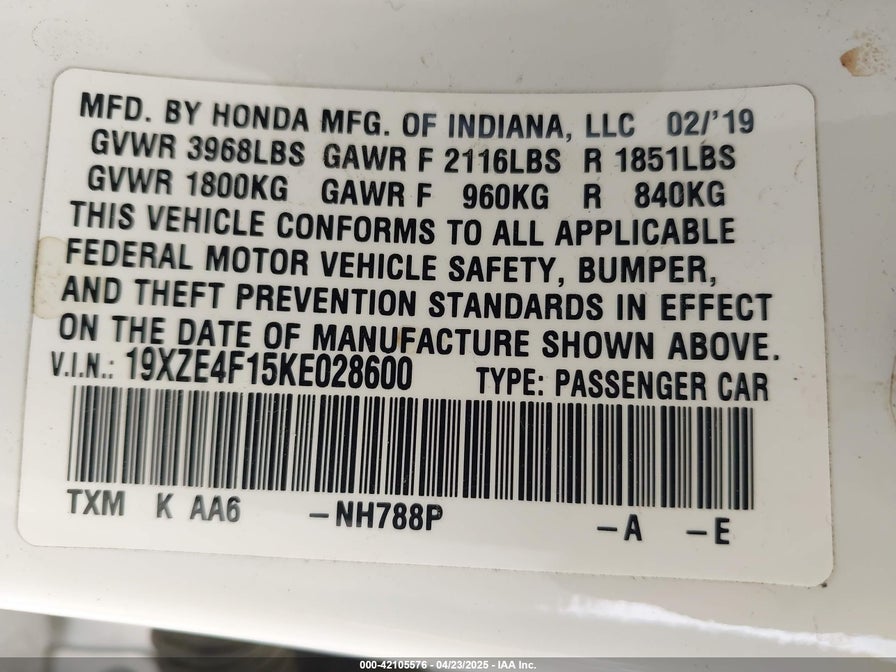 MFD. BY HONDA MFG. OF INDIANA, LLC 02/'19
GVWR 3968LBS GAWR F 2116LBS R 1851LBS
GVWR 1800KG GAWR F 960KG R 840KG
THIS VEHICLE CONFORMS TO ALL APPLICABLE
FEDERAL MOTOR VEHICLE SAFETY, BUMPER,
AND THEFT PREVENTION STANDARDS IN EFFECT
ON THE DATE OF MANUFACTURE SHOWN ABOVE.
V.I.N.: 19XZE4F15KE028600 TYPE: PASSENGER CAR
TXM K AA6 -NH788P -A -E
000-42105576 - 04/23/2025 - IAA Inc.